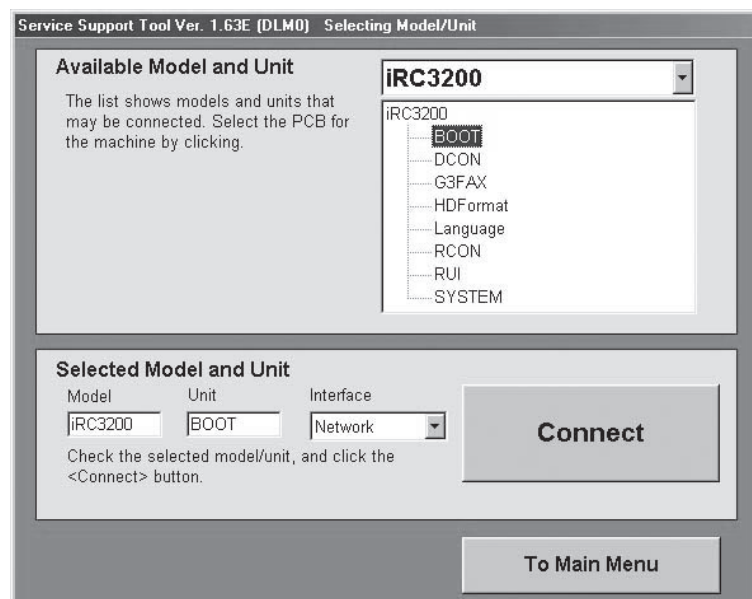 Service Support Tool Ver. 1.63E (DLM0) Selecting Model/Unit
Available Model and Unit
The list shows models and units that
may be connected. Select the PCB for
the machine by clicking.
iRC3200
iRC3200
BOOT
DCON
G3FAX
HDFormat
Language
RCON
RUI
SYSTEM
Selected Model and Unit
Model Unit Interface
iRC3200 BOOT Network
Check the selected model/unit, and click the
<Connect> button.
Connect
To Main Menu